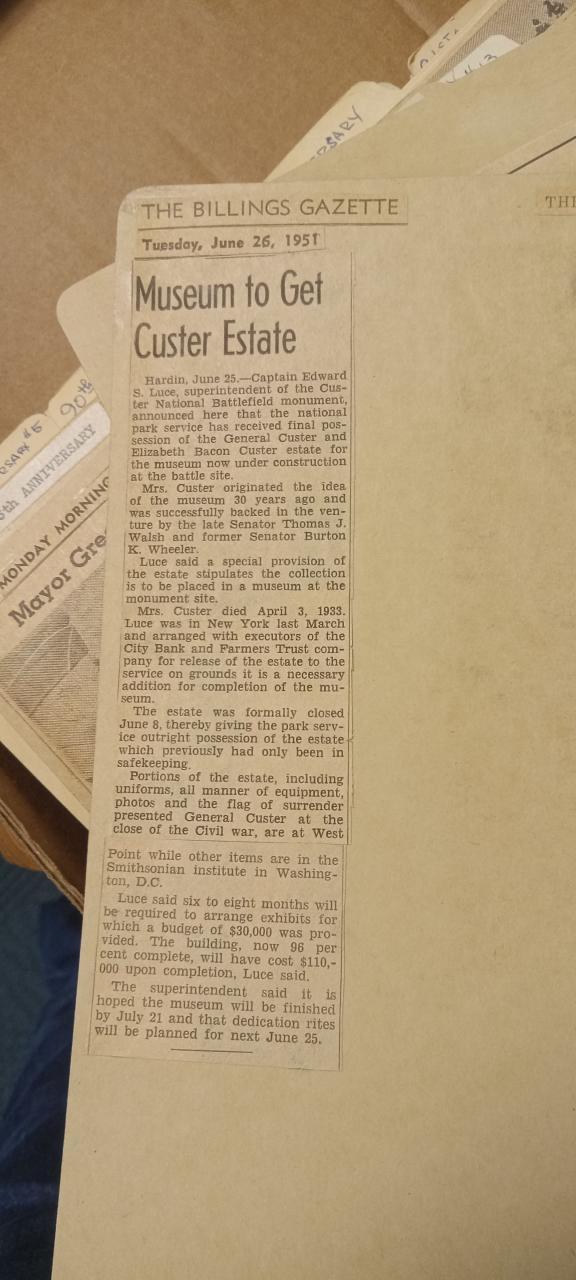 DIST.
V.13
RSARY
THE BILLINGS GAZETTE
THE
Tuesday, June 26, 1951
Museum to Get
Custer Estate
Hardin, June 25.—Captain Edward
S. Luce, superintendent of the Cus-
ter National Battlefield monument,
announced here that the national
park service has received final pos-
session of the General Custer and
Elizabeth Bacon Custer estate for
the museum now under construction
at the battle site.
Mrs. Custer originated the idea
of the museum 30 years ago and
was successfully backed in the ven-
ture by the late Senator Thomas J.
Walsh and former Senator Burton
K. Wheeler.
Luce said a special provision of
the estate stipulates the collection
is to be placed in a museum at the
monument site.
Mrs. Custer died April 3, 1933.
Luce was in New York last March
and arranged with executors of the
City Bank and Farmers Trust com-
pany for release of the estate to the
service on grounds it is a necessary
addition for completion of the mu-
seum.
The estate was formally closed
June 8, thereby giving the park serv-
ice outright possession of the estate
which previously had only been in
safekeeping.
Portions of the estate, including
uniforms, all manner of equipment,
photos and the flag of surrender
presented General Custer at the
close of the Civil war, are at West
Point while other items are in the
Smithsonian institute in Washing-
ton, D.C.
Luce said six to eight months will
be required to arrange exhibits for
which a budget of $30,000 was pro-
vided. The building, now 96 per
cent complete, will have cost $110,-
000 upon completion, Luce said.
The superintendent said it is
hoped the museum will be finished
by July 21 and that dedication rites
will be planned for next June 25.
90th
RSARY #5
5th ANNIVERSARY
MONDAY MORNING
Mayor Gre